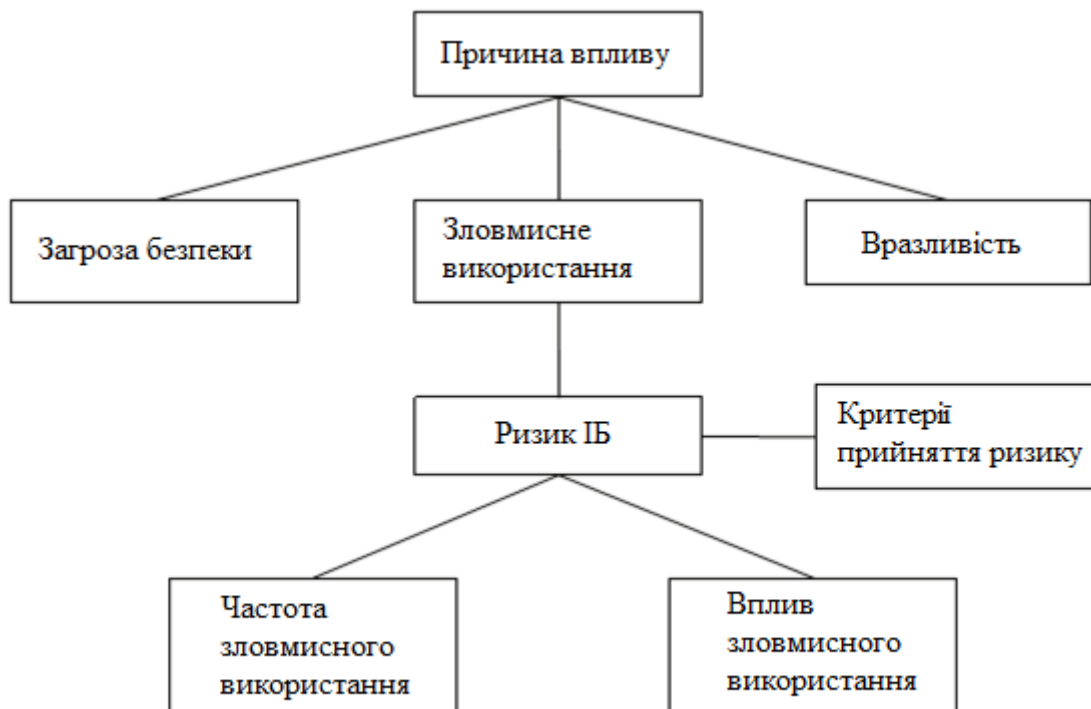 Причина впливу
Загроза безпеки
Зловмисне
використання
Вразливість
Ризик ІБ
Критерії
прийняття ризику
Частота
зловмисного
використання
Вплив
зловмисного
використання